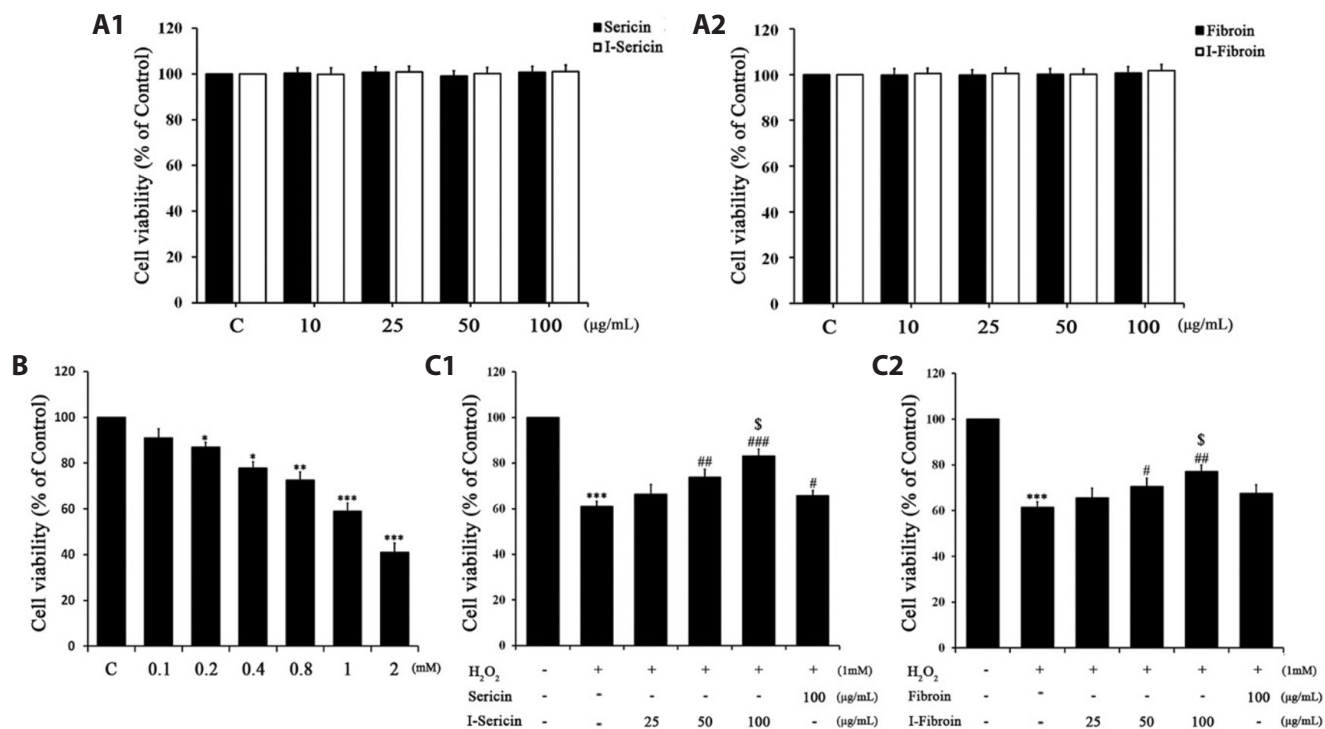 A1
Cell viability (% of Control)
120
100
80
60
40
20
0
Sericin
I-Sericin
C 10 25 50 100 (μg/mL)
A2
Cell viability (% of Control)
120
100
80
60
40
20
0
Fibroin
I-Fibroin
C 10 25 50 100 (μg/mL)
B
Cell viability (% of Control)
120
100
80
60
40
20
0
* * ** *** ***
C 0.1 0.2 0.4 0.8 1 2 (mM)
C1
Cell viability (% of Control)
120
100
80
60
40
20
0
$
*** ## ### #
H₂O₂ - + + + + + (1mM)
Sericin - - - - - 100 (μg/mL)
I-Sericin - - 25 50 100 - (μg/mL)
C2
Cell viability (% of Control)
120
100
80
60
40
20
0
$
*** # ##
H₂O₂ - + + + + + (1mM)
Fibroin - - - - - 100 (μg/mL)
I-Fibroin - - 25 50 100 - (μg/mL)